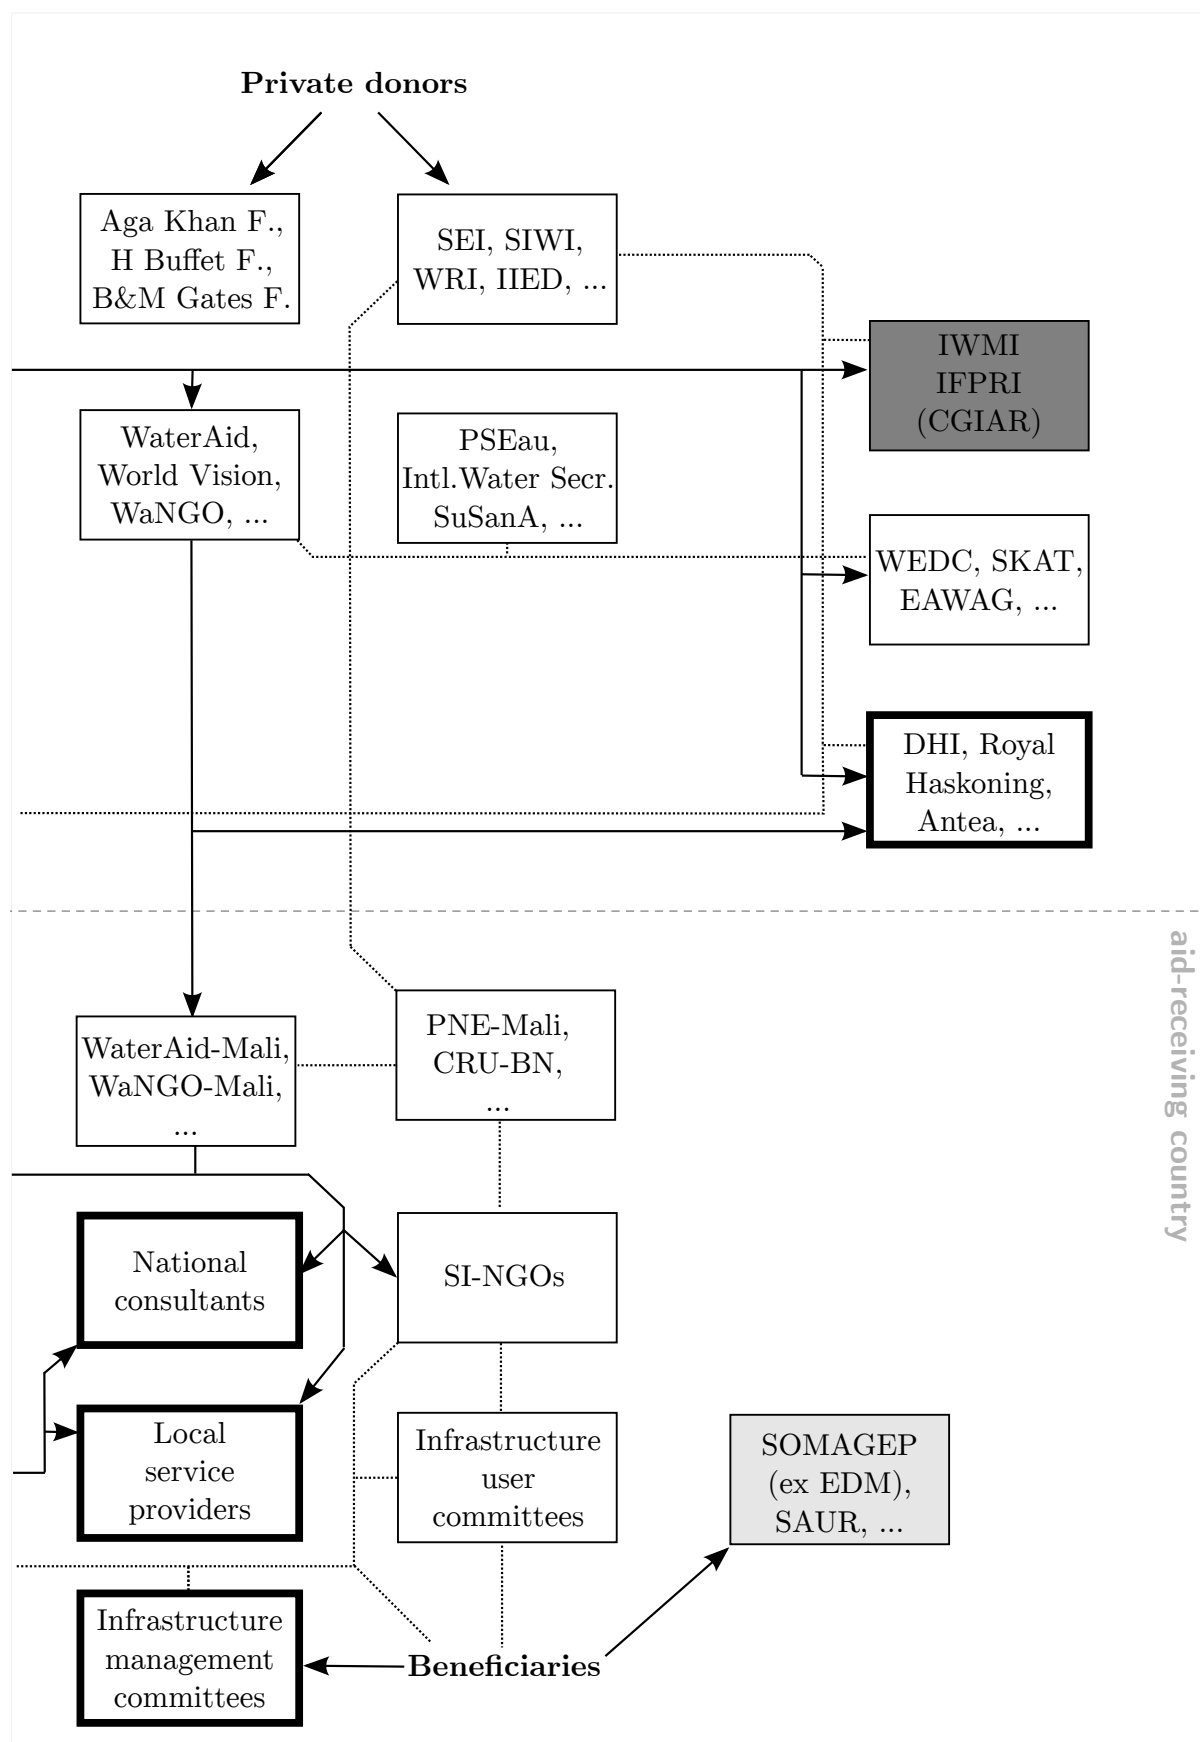 Private donors
Aga Khan F.,
H Buffet F.,
B&M Gates F.
SEI, SIWI,
WRI, IIED, ...
IWMI
IFPRI
(CGIAR)
WaterAid,
World Vision,
WaNGO, ...
PSEau,
Intl.Water Secr.
SuSanA, ...
WEDC, SKAT,
EAWAG, ...
DHI, Royal
Haskoning,
Antea, ...
aid-receiving country
WaterAid-Mali,
WaNGO-Mali,
...
PNE-Mali,
CRU-BN,
...
National
consultants
SI-NGOs
Local
service
providers
Infrastructure
user
committees
SOMAGEP
(ex EDM),
SAUR, ...
Infrastructure
management
committees
Beneficiaries